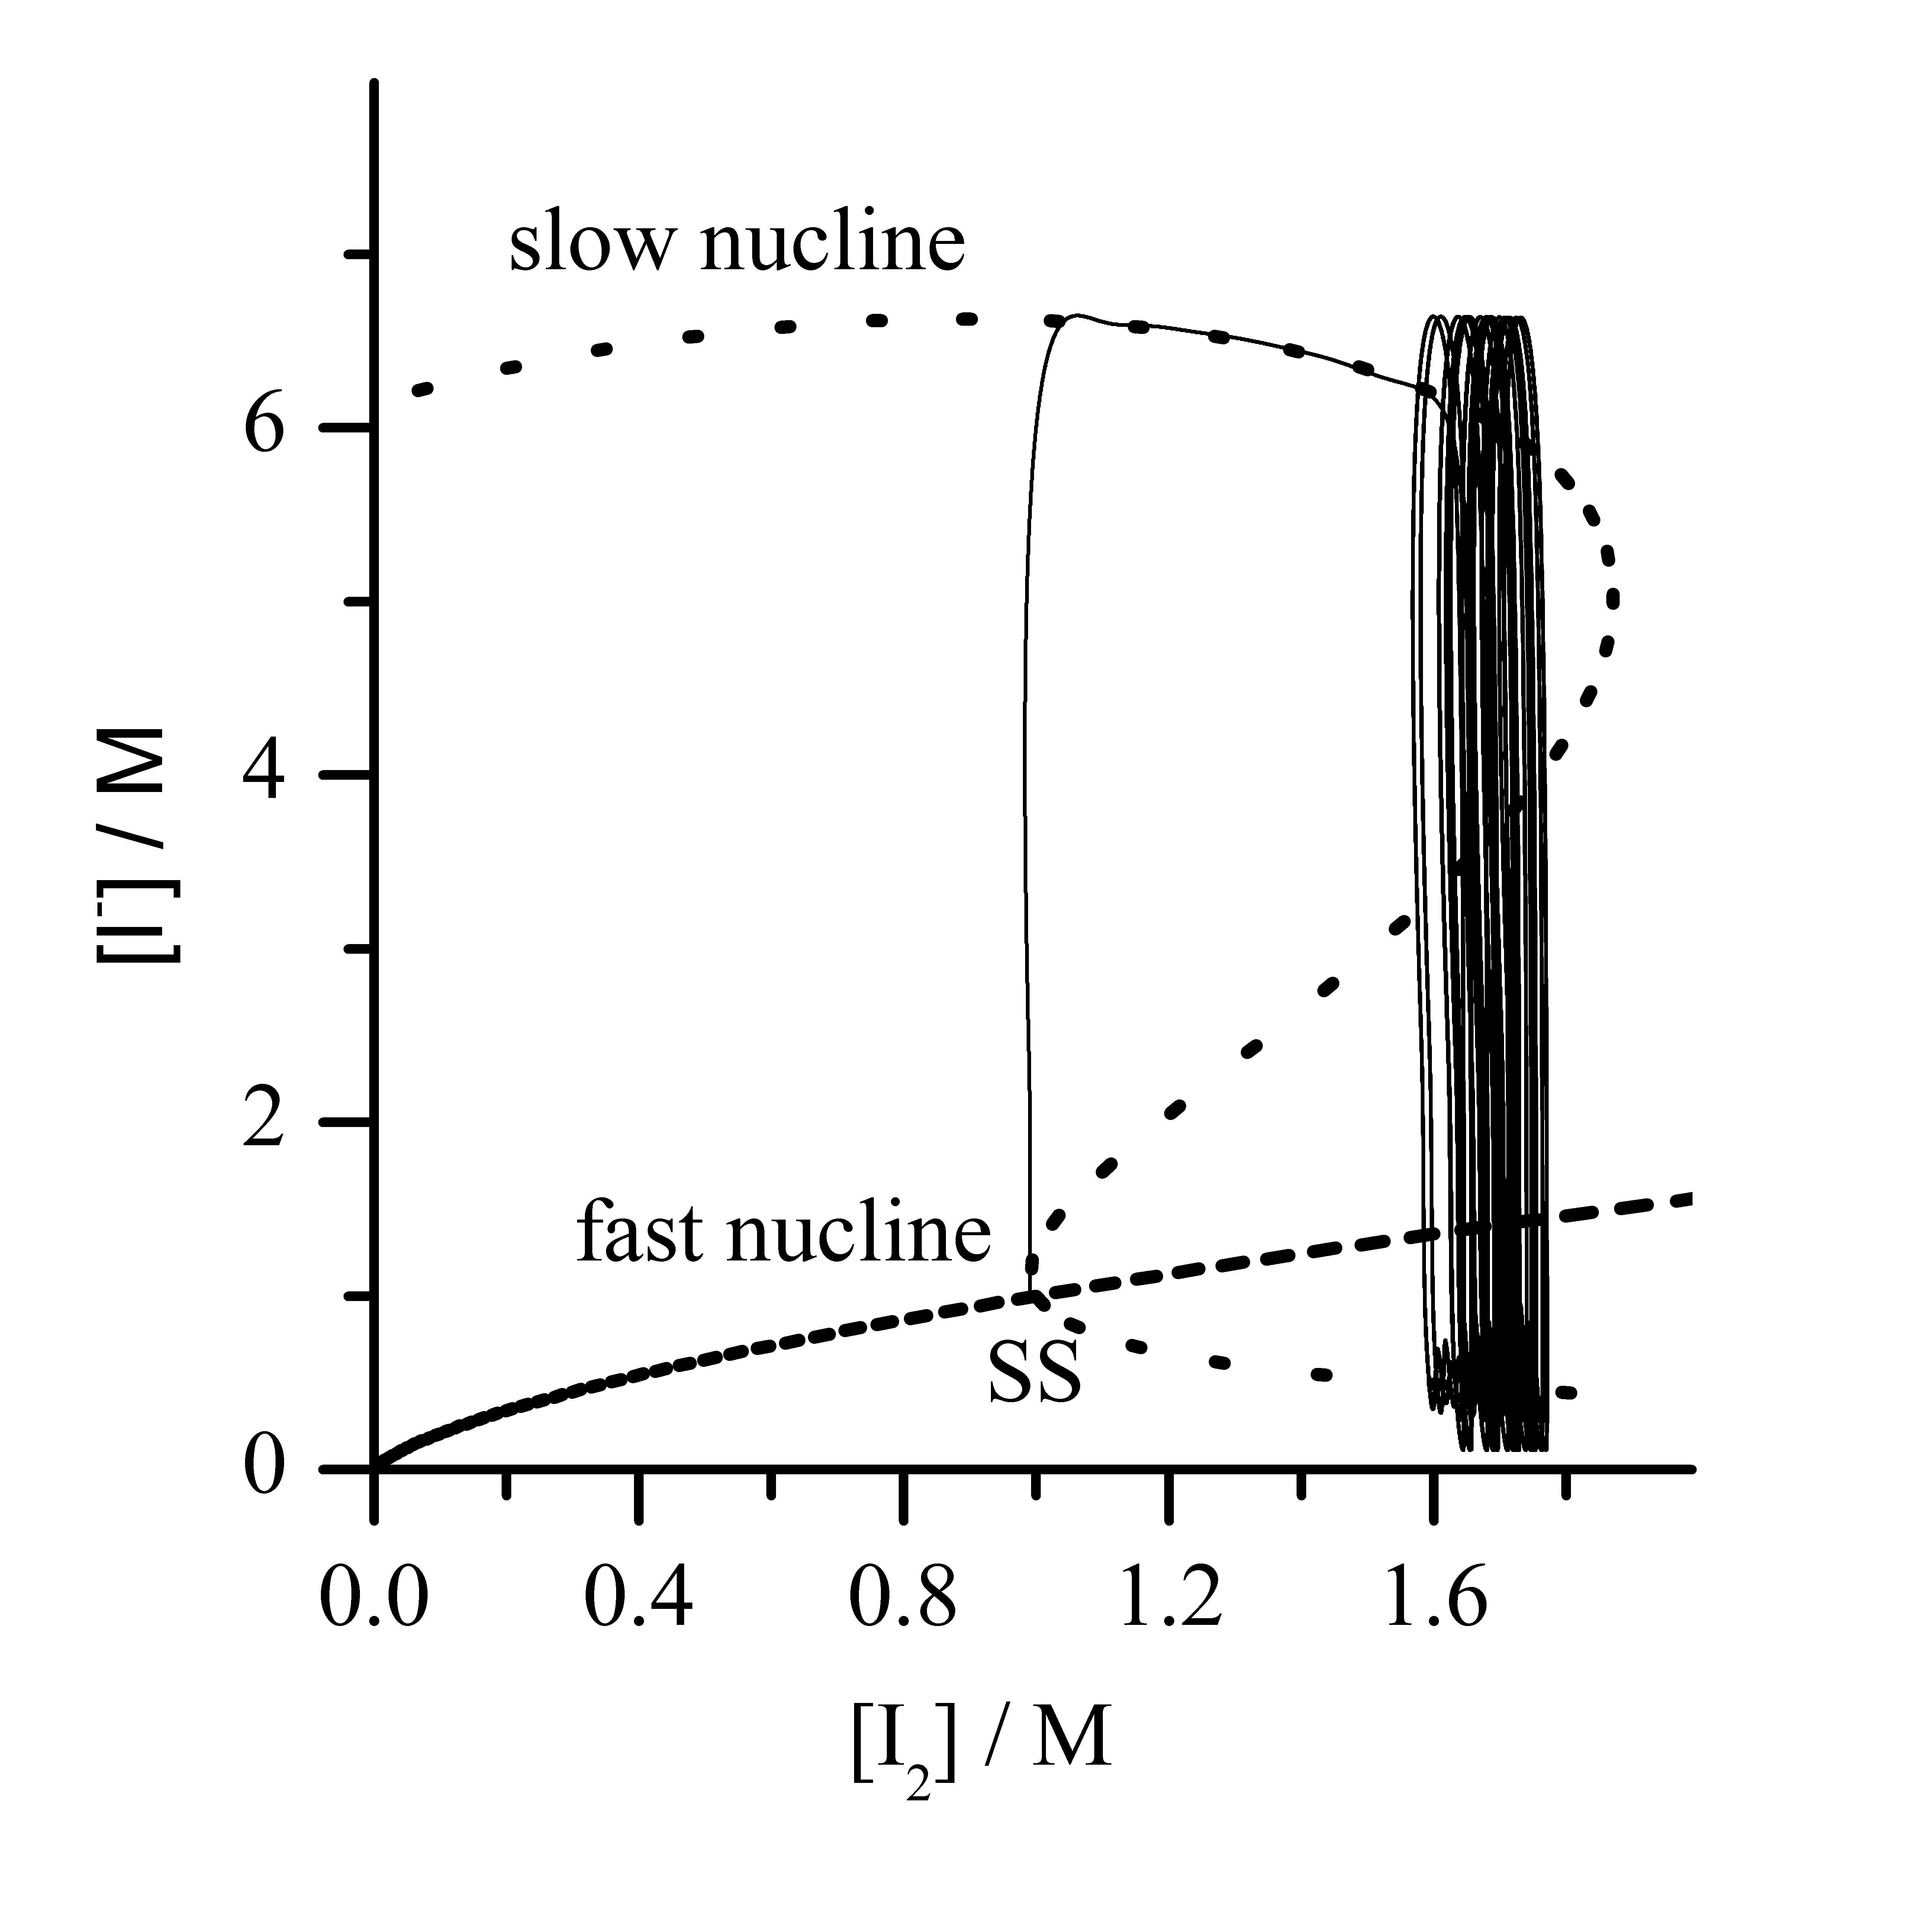 slow nucline
6
4
2
0
[I⁻] / M
fast nucline
SS
0.0 0.4 0.8 1.2 1.6
[I₂] / M